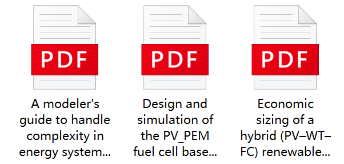 PDF
A modeler's
guide to handle
complexity in
energy system...
PDF
Design and
simulation of
the PV_PEM
fuel cell base...
PDF
Economic
sizing of a
hybrid (PV–WT–
FC) renewable...